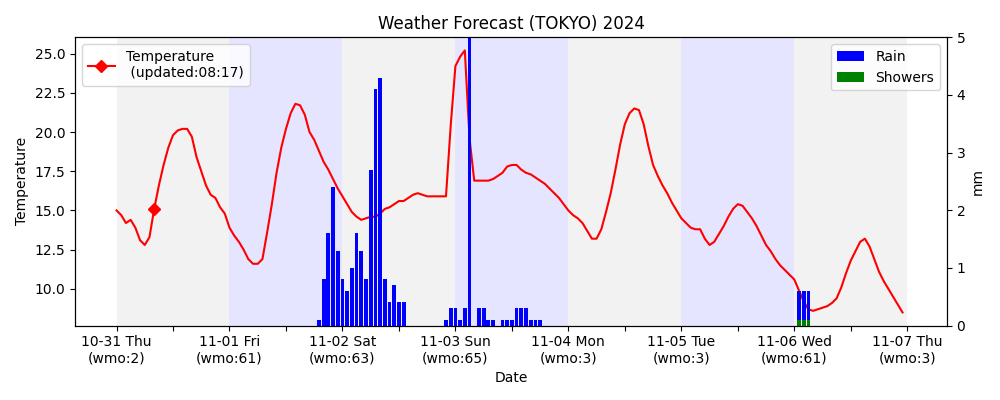 Weather Forecast (TOKYO) 2024
Temperature
(updated:08:17)
Rain
Showers
25.0
22.5
20.0
17.5
15.0
12.5
10.0
Temperature
5
4
3
2
1
0
mm
10-31 Thu
(wmo:2)
11-01 Fri
(wmo:61)
11-02 Sat
(wmo:63)
11-03 Sun
(wmo:65)
11-04 Mon
(wmo:3)
11-05 Tue
(wmo:3)
11-06 Wed
(wmo:61)
11-07 Thu
(wmo:3)
Date